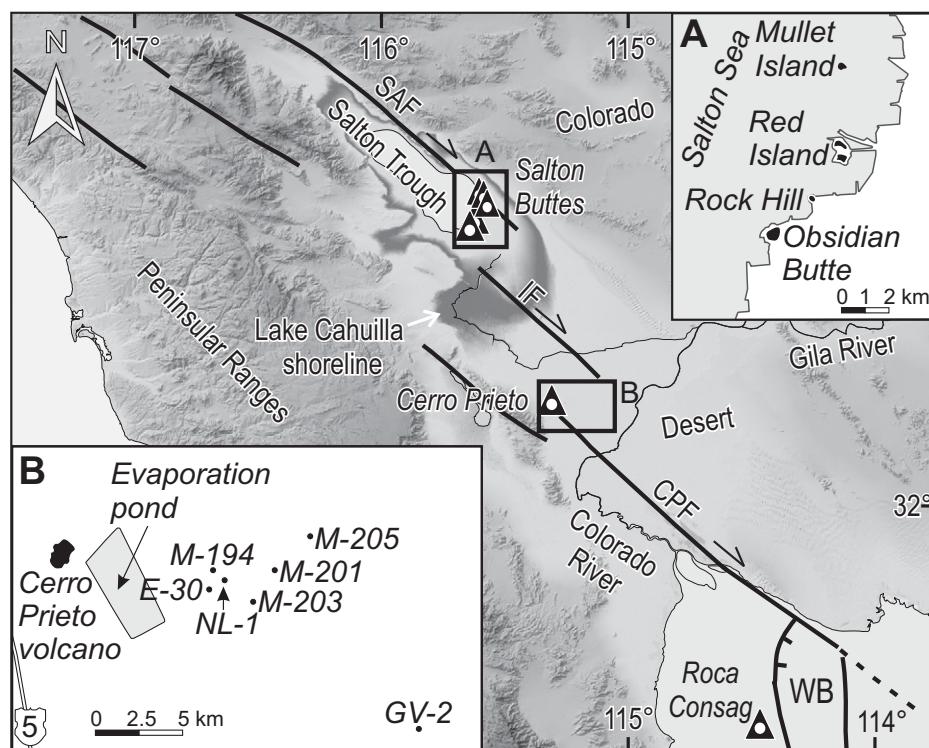 N
117°
116°
115°
SAF
Colorado
Salton Trough
A
Salton
Buttes
Peninsular Ranges
Lake Cahuilla
shoreline
IF
Gila River
Cerro Prieto
B
Desert
32°
CPF
Colorado
River
Roca
Consag
WB
115°
114°
A
Salton Sea
Mullet
Island
Red
Island
Rock Hill
Obsidian
Butte
0 1 2 km
B
Evaporation
pond
M-205
M-194
M-201
E-30
M-203
NL-1
Cerro
Prieto
volcano
5
0 2.5 5 km
GV-2